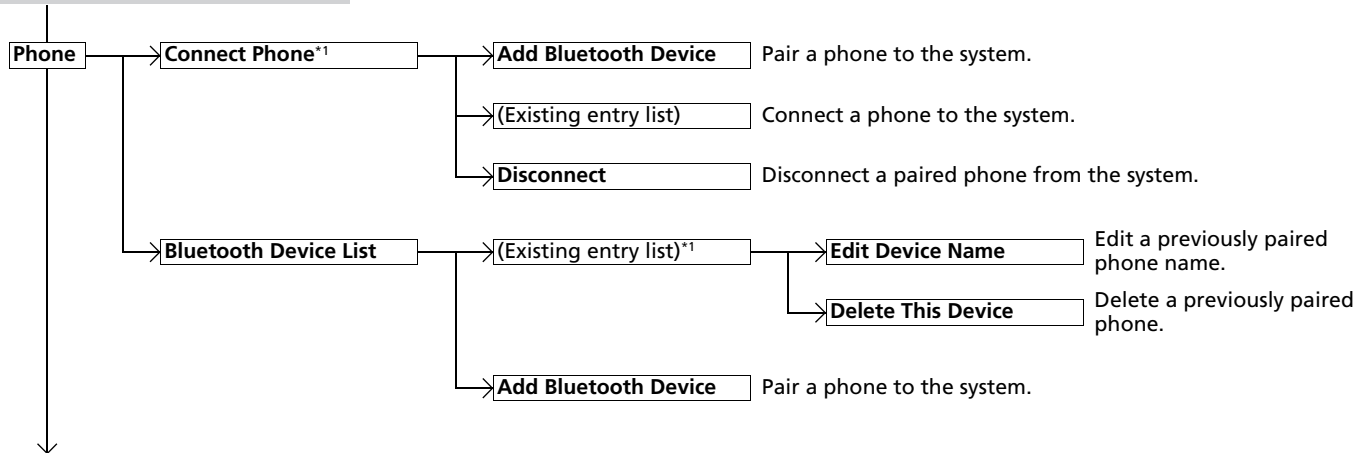 Phone
Connect Phone*1
Add Bluetooth Device
Pair a phone to the system.
(Existing entry list)
Connect a phone to the system.
Disconnect
Disconnect a paired phone from the system.
Bluetooth Device List
(Existing entry list)*1
Edit Device Name
Edit a previously paired
phone name.
Delete This Device
Delete a previously paired
phone.
Add Bluetooth Device
Pair a phone to the system.